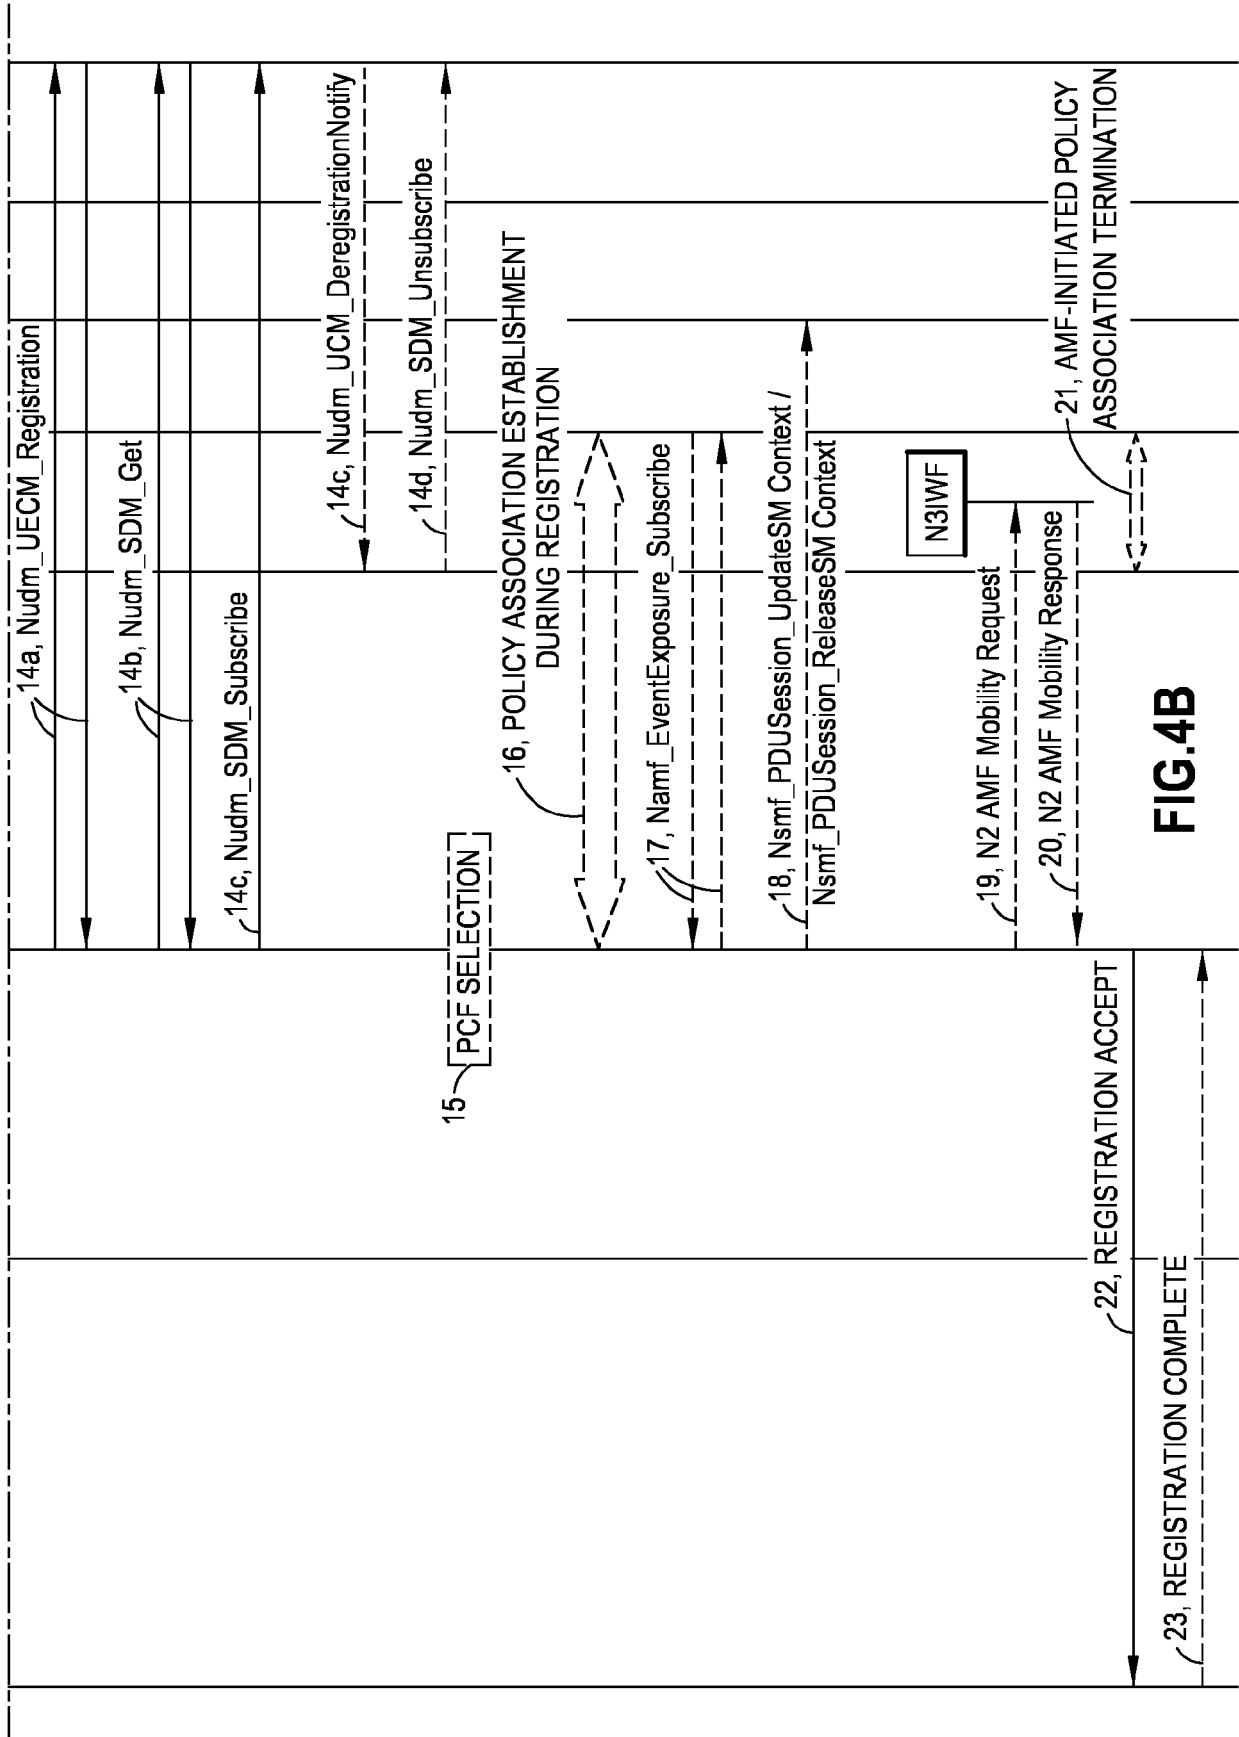 14a, Nudm_UECM_Registration
14b, Nudm_SDM_Get
14c, Nudm_SDM_Subscribe
14c, Nudm_UCM_DeregistrationNotify
14d, Nudm_SDM_Unsubscribe
15
PCF SELECTION
16, POLICY ASSOCIATION ESTABLISHMENT
DURING REGISTRATION
17, Namf_EventExposure_Subscribe
18, Nsmf_PDUSession_UpdateSM Context /
Nsmf_PDUSession_ReleaseSM Context
N3IWF
19, N2 AMF Mobility Request
20, N2 AMF Mobility Response
21, AMF-INITIATED POLICY
ASSOCIATION TERMINATION
22, REGISTRATION ACCEPT
23, REGISTRATION COMPLETE
FIG.4B